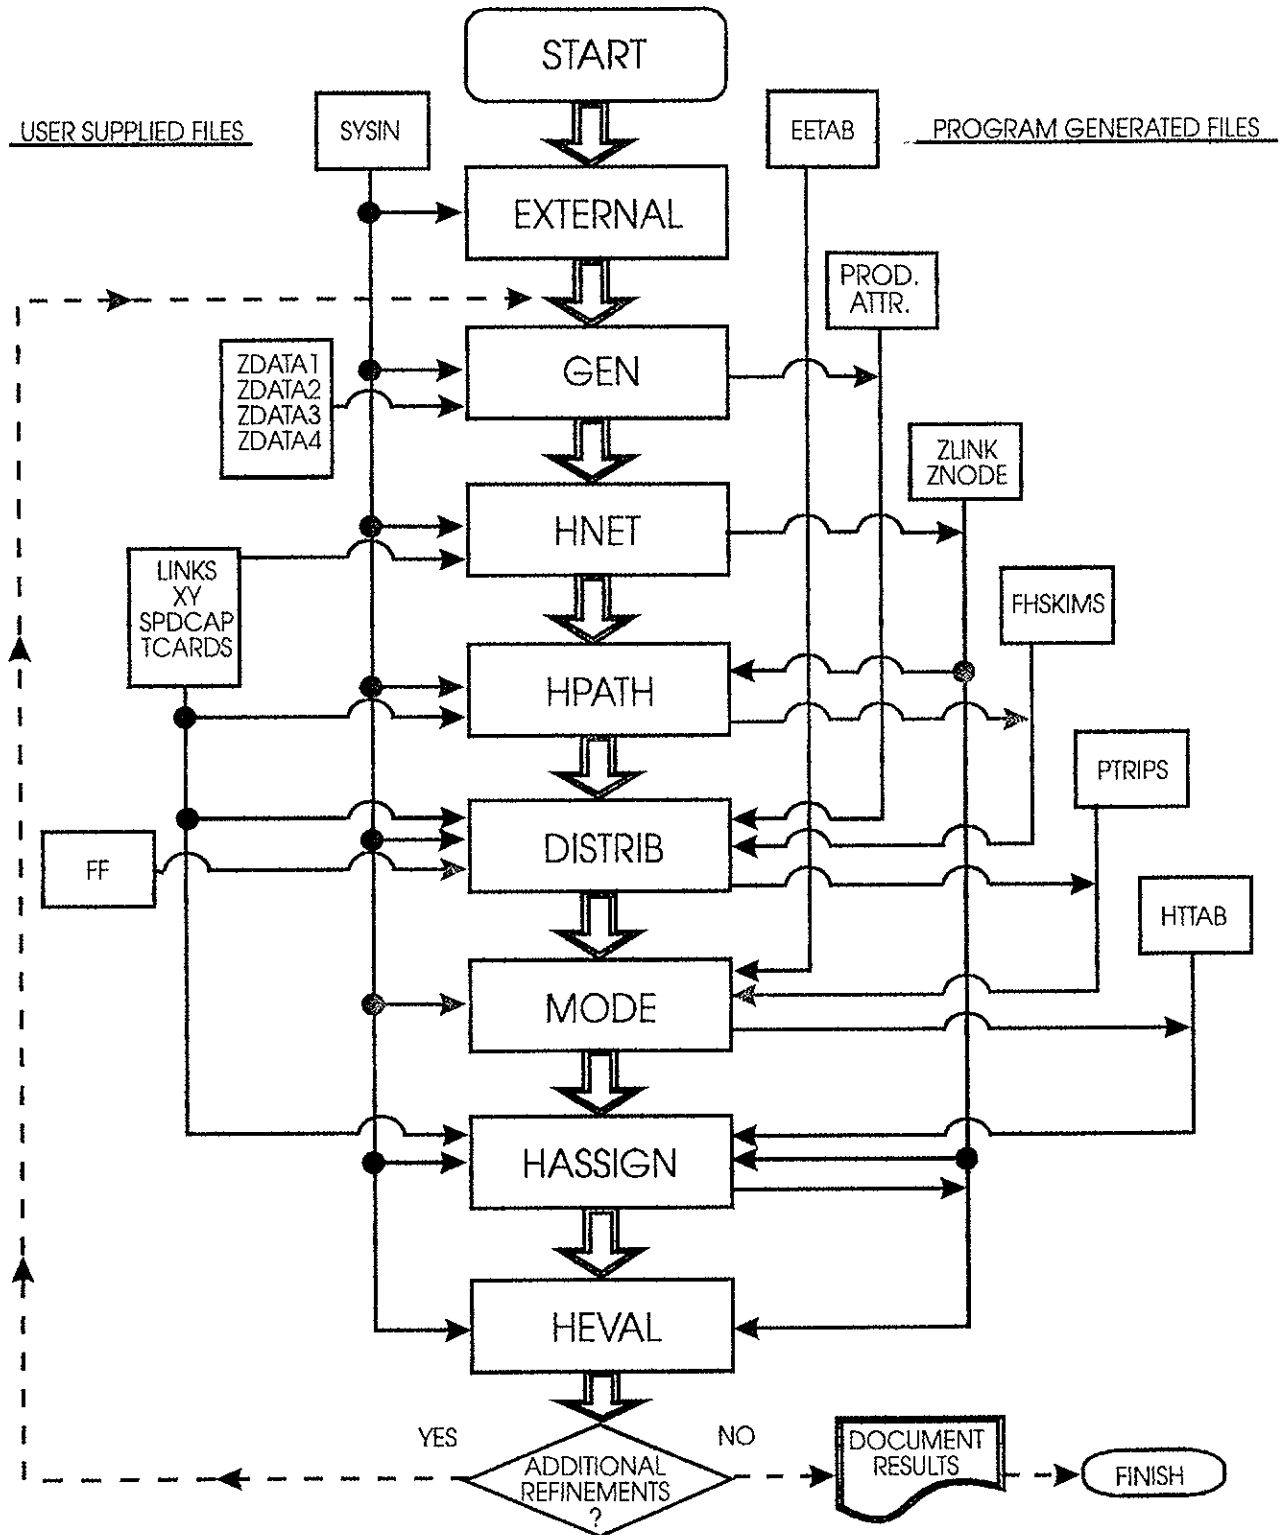 START
USER SUPPLIED FILES
SYSIN
EETAB
PROGRAM GENERATED FILES
EXTERNAL
PROD.
ATTR.
ZDATA1
ZDATA2
ZDATA3
ZDATA4
GEN
ZLINK
ZNODE
HNET
LINKS
XY
SPDCAP
TCARDS
FHSKIMS
HPATH
PTRIPS
FF
DISTRIB
HTTAB
MODE
HASSIGN
HEVAL
YES
NO
ADDITIONAL
REFINEMENTS
?
DOCUMENT
RESULTS
FINISH